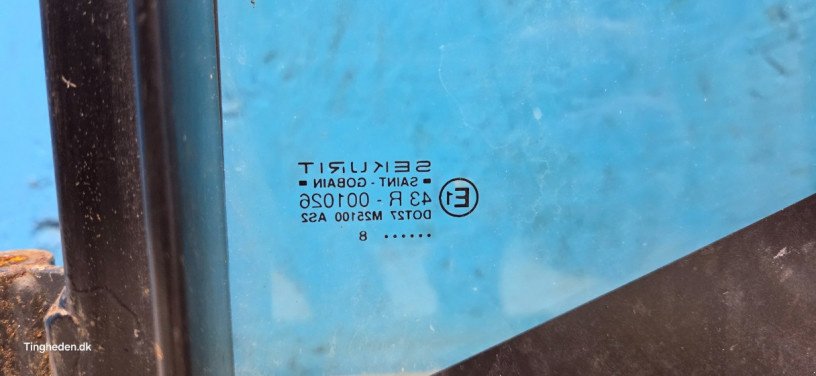 SEKURIT
SAINT - GOBAIN
E1
43 R - 001026
DOT27 M25100 AS2
...... 8
Tingheden.dk